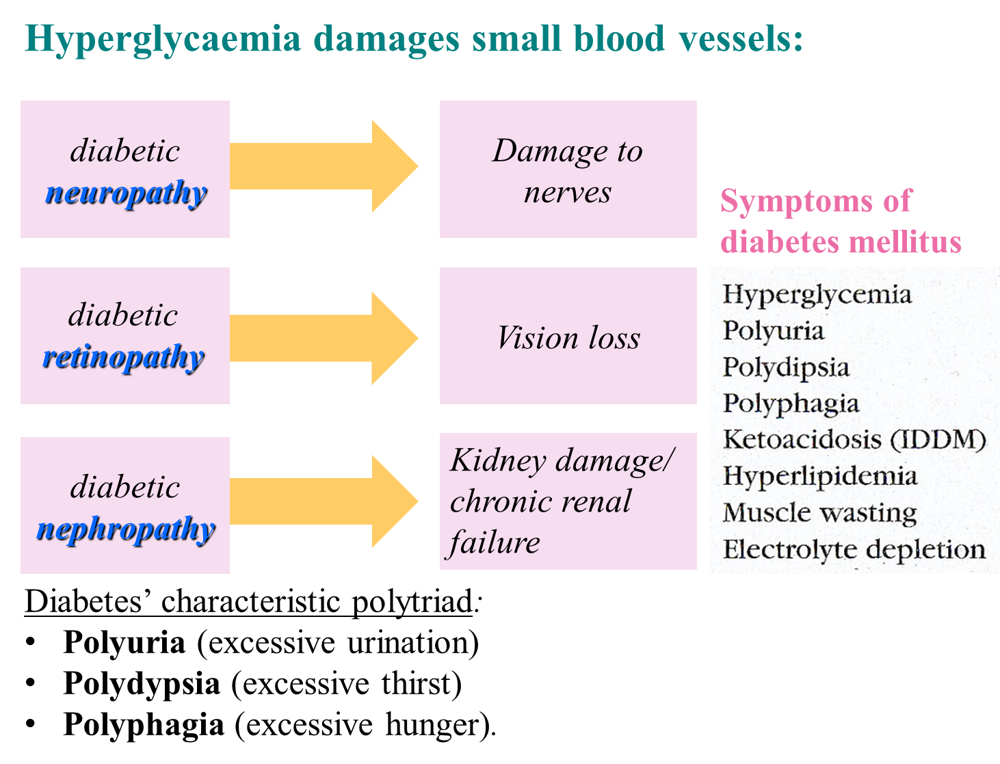 Hyperglycaemia damages small blood vessels:
diabetic
neuropathy
Damage to
nerves
diabetic
retinopathy
Vision loss
diabetic
nephropathy
Kidney damage/
chronic renal
failure
Symptoms of
diabetes mellitus
Hyperglycemia
Polyuria
Polydipsia
Polyphagia
Ketoacidosis (IDDM)
Hyperlipidemia
Muscle wasting
Electrolyte depletion
Diabetes’ characteristic polytriad:
• Polyuria (excessive urination)
• Polydypsia (excessive thirst)
• Polyphagia (excessive hunger).